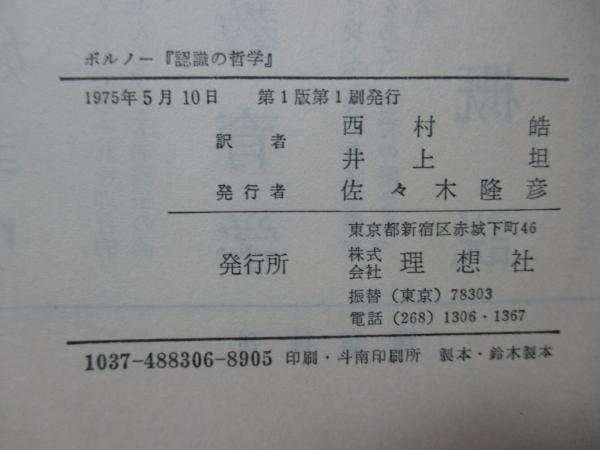 ボルノー『認識の哲学』
1975年5月10日 第1版第1刷発行
訳者 西村皓
井上坦
発行者 佐々木隆彦
東京都新宿区赤城下町46
発行所 株式会社 理想社
振替（東京）78303
電話（268）1306・1367
1037-488306-8905 印刷・斗南印刷所 製本・鈴木製本